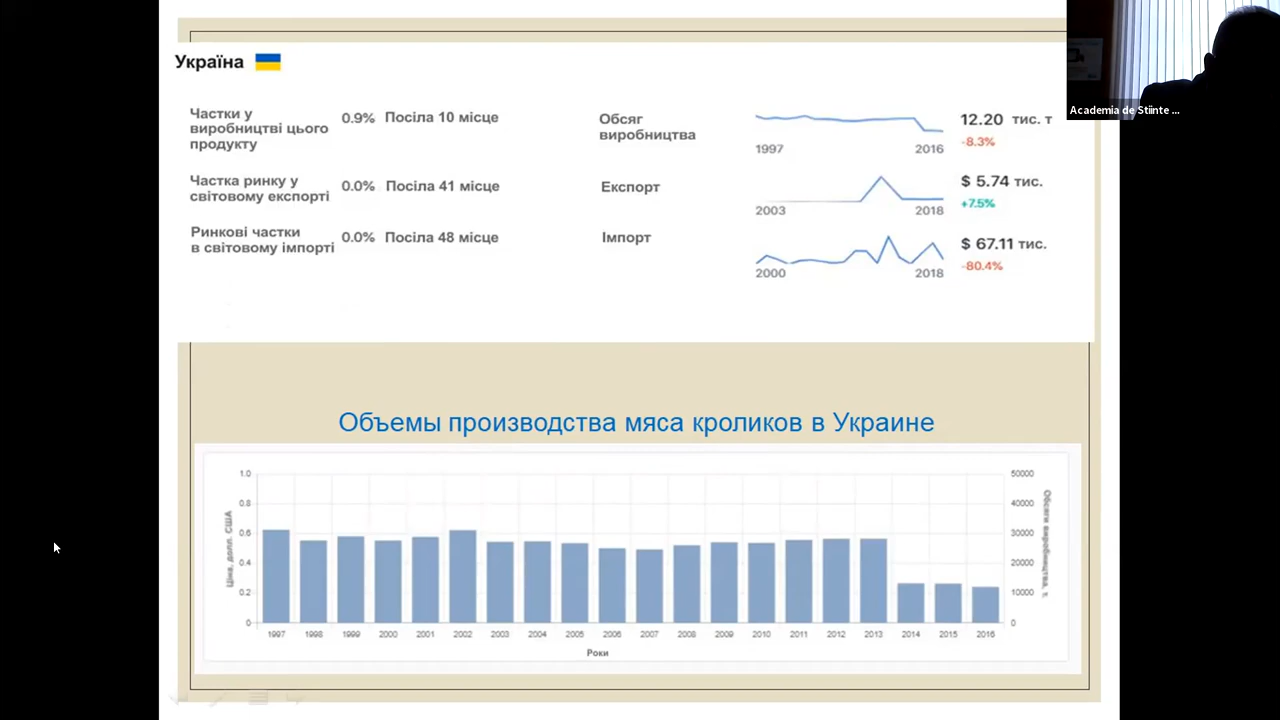 Україна
Частки у
виробництві цього
продукту
0.9% Посіла 10 місце
Обсяг
виробництва
1997 2016
12.20 тис. т
-8.3%
Частка ринку у
світовому експорті
0.0% Посіла 41 місце
Експорт
2003 2018
$ 5.74 тис.
+7.5%
Ринкові частки
в світовому імпорті
0.0% Посіла 48 місце
Імпорт
2000 2018
$ 67.11 тис.
-80.4%
Academia de Stiinte ...
Объемы производства мяса кроликов в Украине
Ціна, долл. США
1.0
0.8
0.6
0.4
0.2
0
50000
40000
30000
20000
10000
0
Обсяги виробництва, т.
1997 1998 1999 2000 2001 2002 2003 2004 2005 2006 2007 2008 2009 2010 2011 2012 2013 2014 2015 2016
Роки